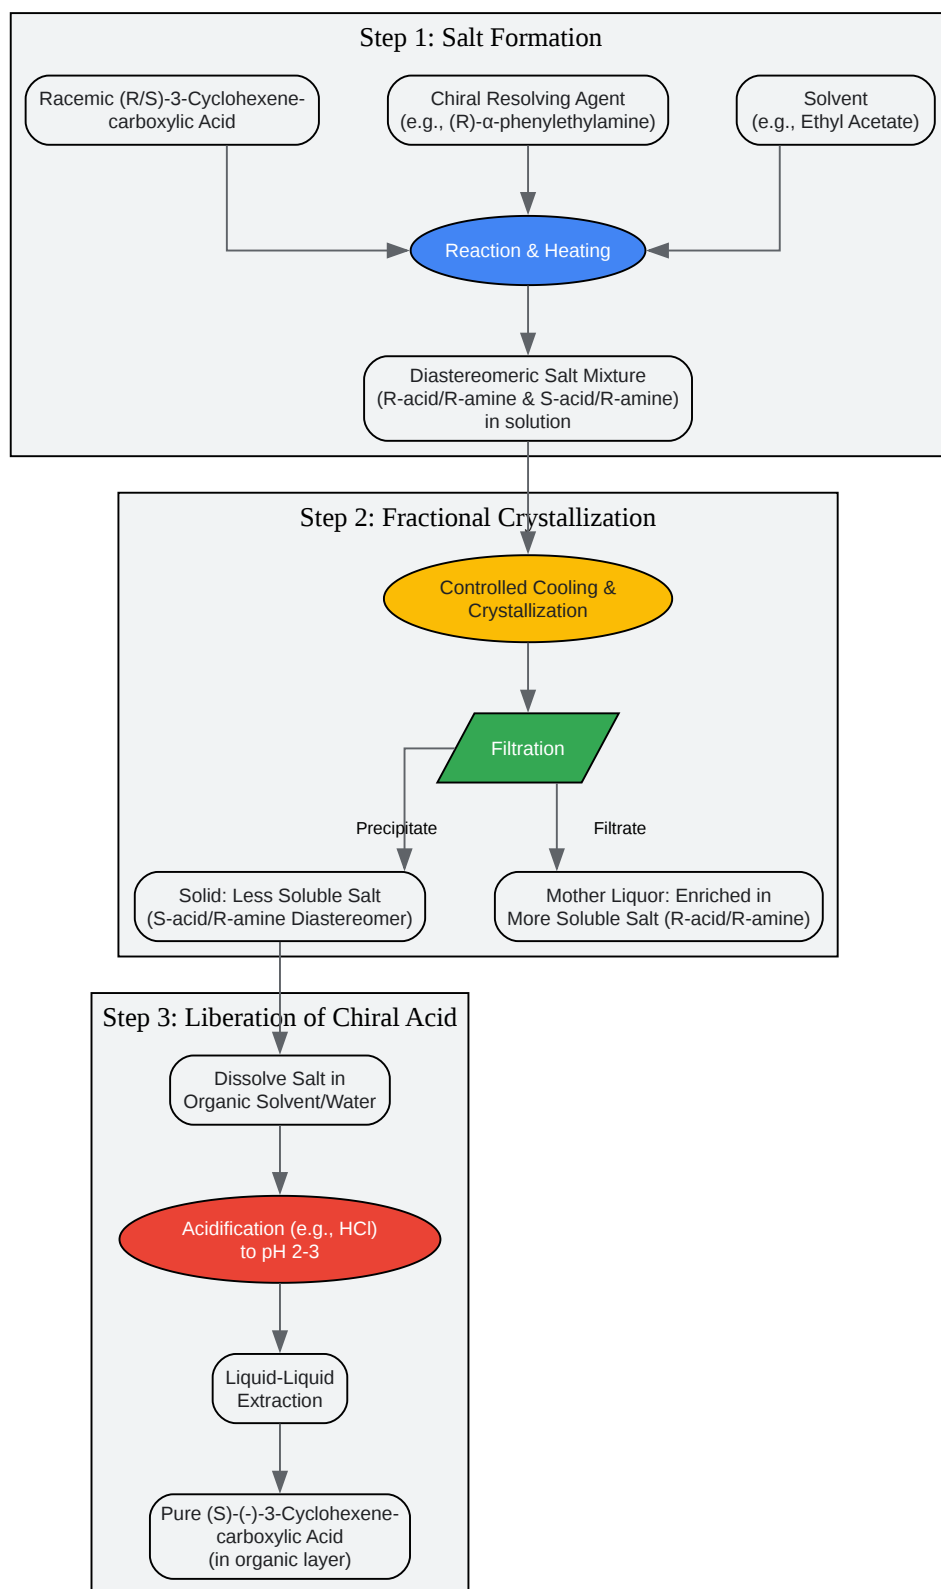 Step 1: Salt Formation
Racemic (R/S)-3-Cyclohexene-
carboxylic Acid
Chiral Resolving Agent
(e.g., (R)-α-phenylethylamine)
Solvent
(e.g., Ethyl Acetate)
Reaction & Heating
Diastereomeric Salt Mixture
(R-acid/R-amine & S-acid/R-amine)
in solution
Step 2: Fractional Crystallization
Controlled Cooling &
Crystallization
Filtration
Precipitate
Filtrate
Solid: Less Soluble Salt
(S-acid/R-amine Diastereomer)
Mother Liquor: Enriched in
More Soluble Salt (R-acid/R-amine)
Step 3: Liberation of Chiral Acid
Dissolve Salt in
Organic Solvent/Water
Acidification (e.g., HCl)
to pH 2-3
Liquid-Liquid
Extraction
Pure (S)-(-)-3-Cyclohexene-
carboxylic Acid
(in organic layer)